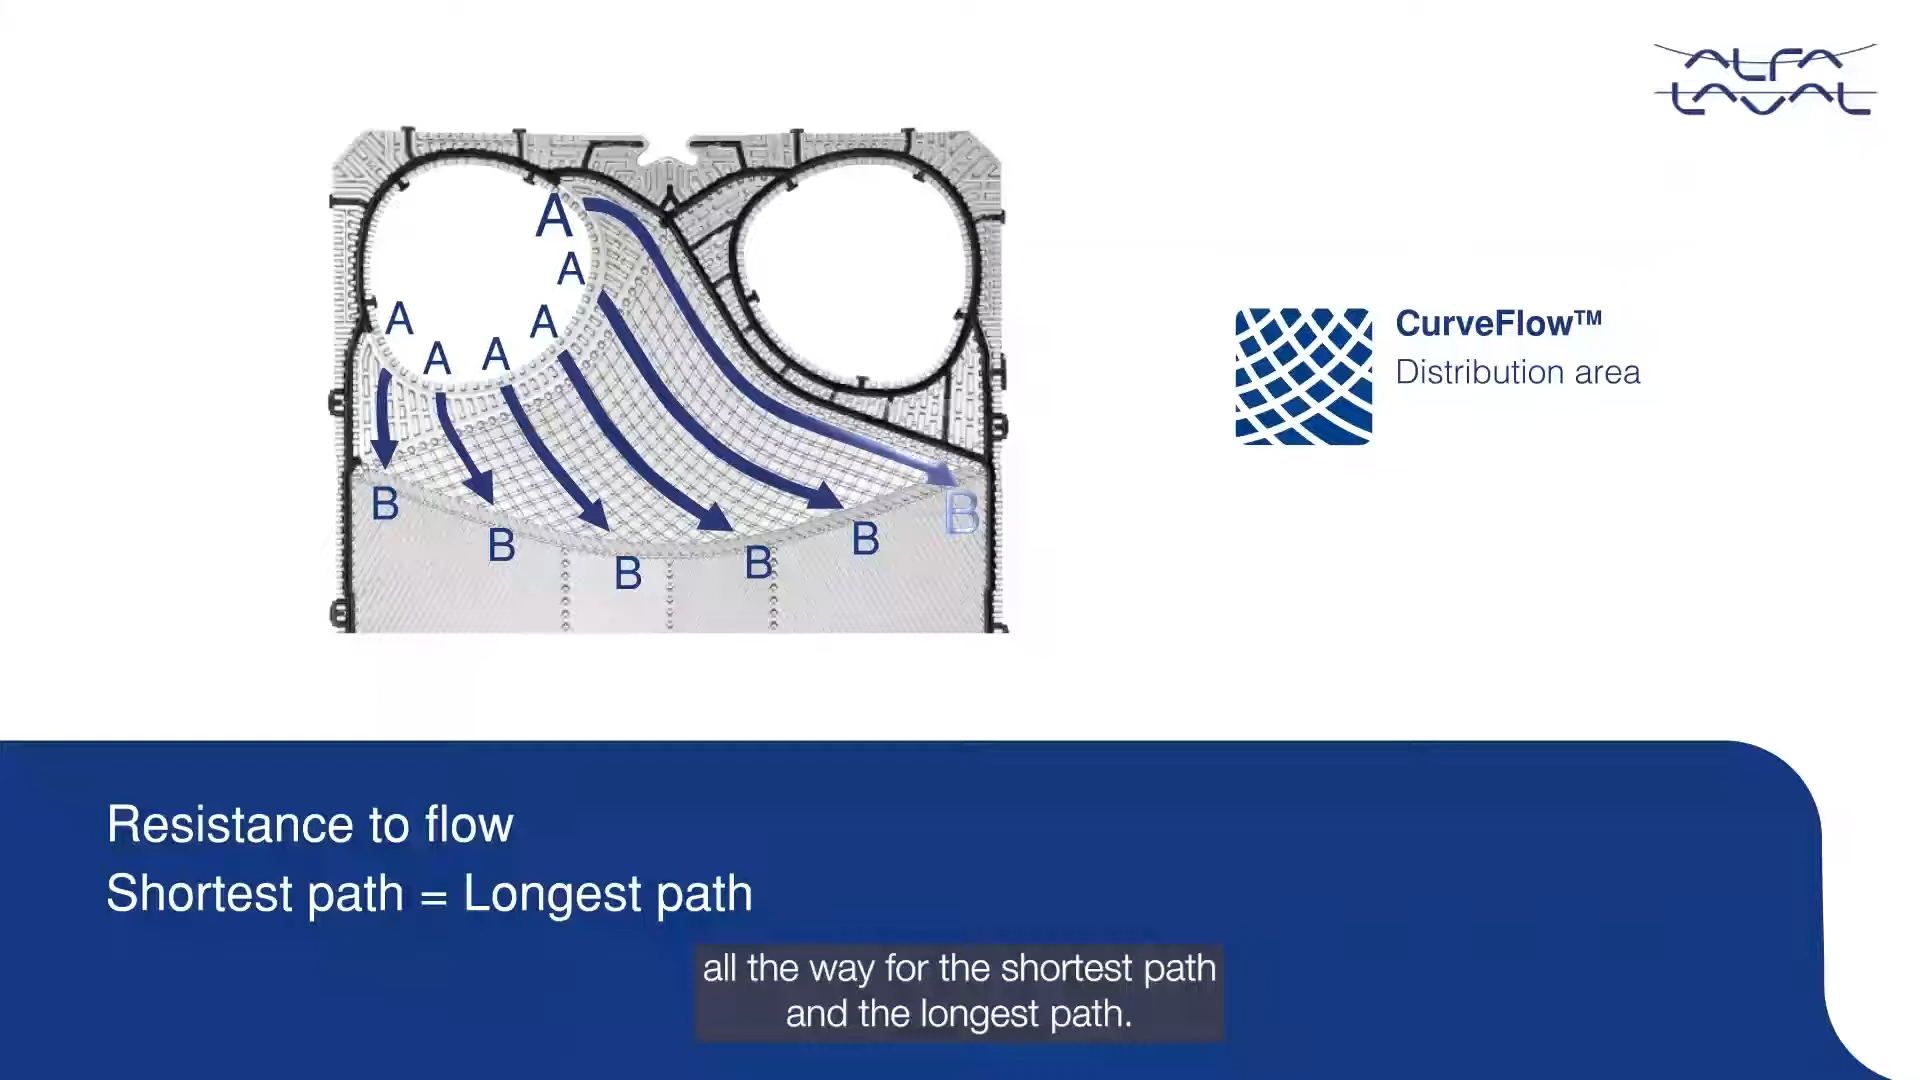 ALFA
LAVAL
A
A
A
A
A
A
B
B
B
B
B
B
CurveFlow™
Distribution area
Resistance to flow
Shortest path = Longest path
all the way for the shortest path
and the longest path.